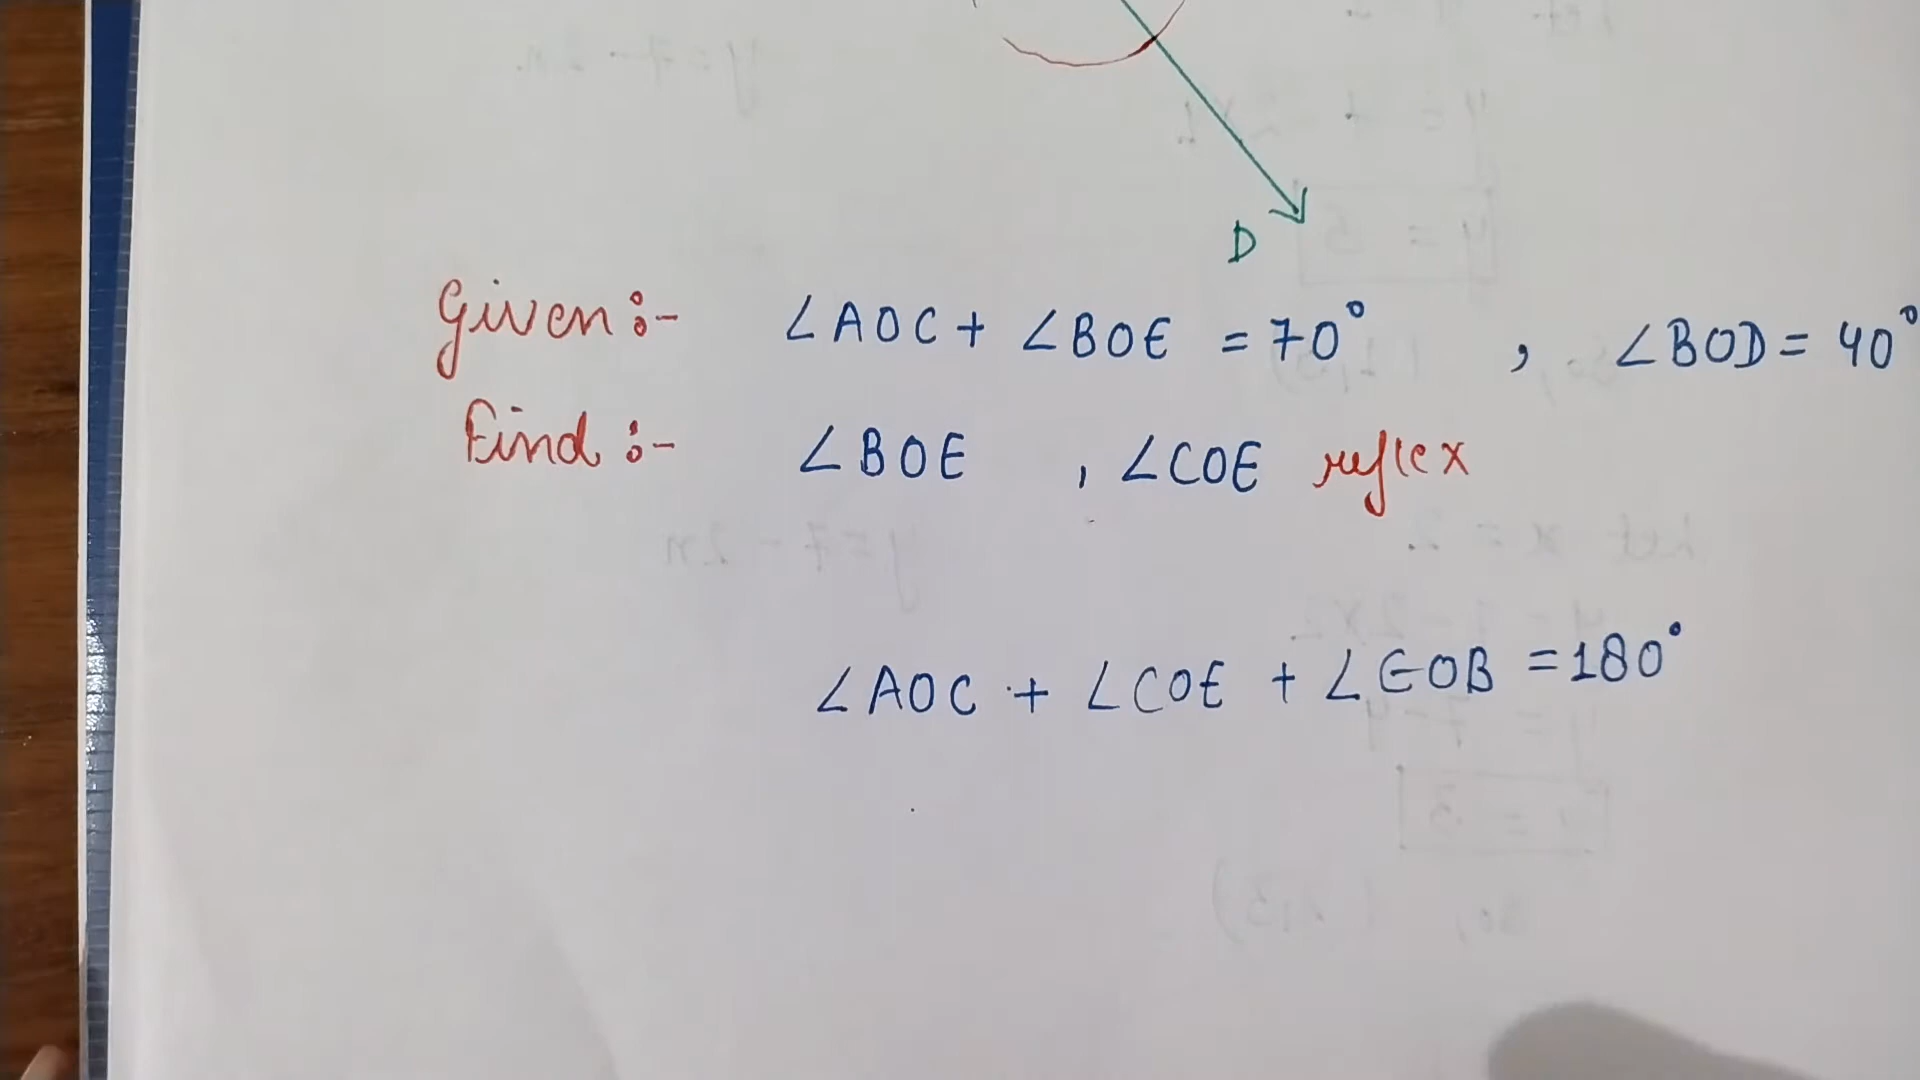 D
Given :- ∠AOC + ∠BOE = 70° , ∠BOD = 40°
Find :- ∠BOE , ∠COE reflex
∠AOC + ∠COE + ∠EOB = 180°